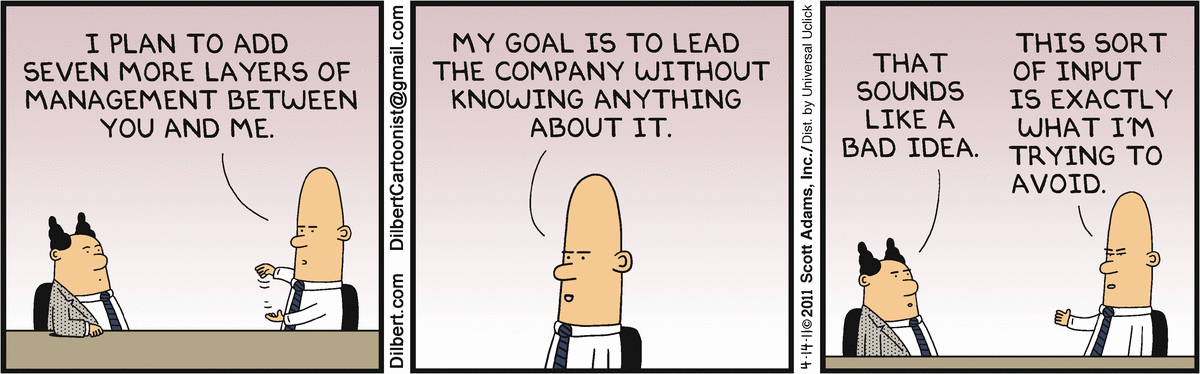 I PLAN TO ADD
SEVEN MORE LAYERS OF
MANAGEMENT BETWEEN
YOU AND ME.
Dilbert.com DilbertCartoonist@gmail.com
MY GOAL IS TO LEAD
THE COMPANY WITHOUT
KNOWING ANYTHING
ABOUT IT.
4-14-11 ©2011 Scott Adams, Inc./Dist. by Universal Uclick
THAT
SOUNDS
LIKE A
BAD IDEA.
THIS SORT
OF INPUT
IS EXACTLY
WHAT I'M
TRYING TO
AVOID.